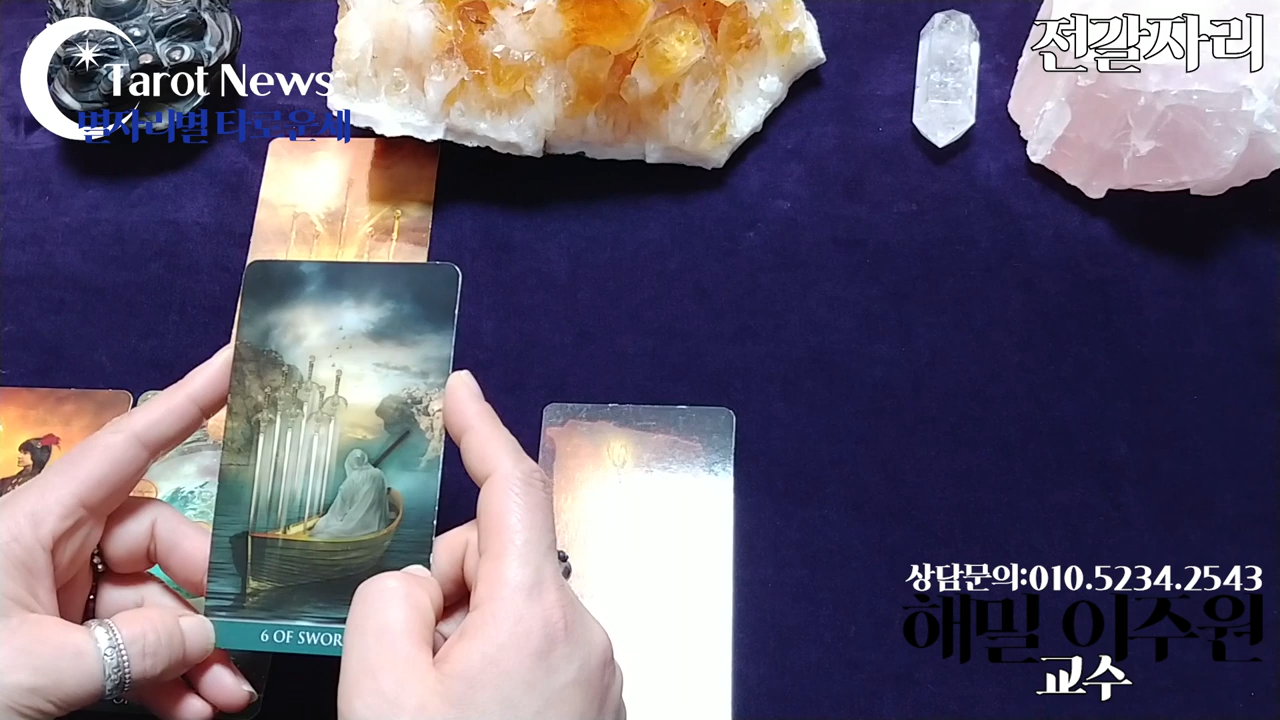 Tarot News
별자리별 타로운세
전갈자리
6 OF SWOR
상담문의:010.5234.2543
해밀 이주원
교수